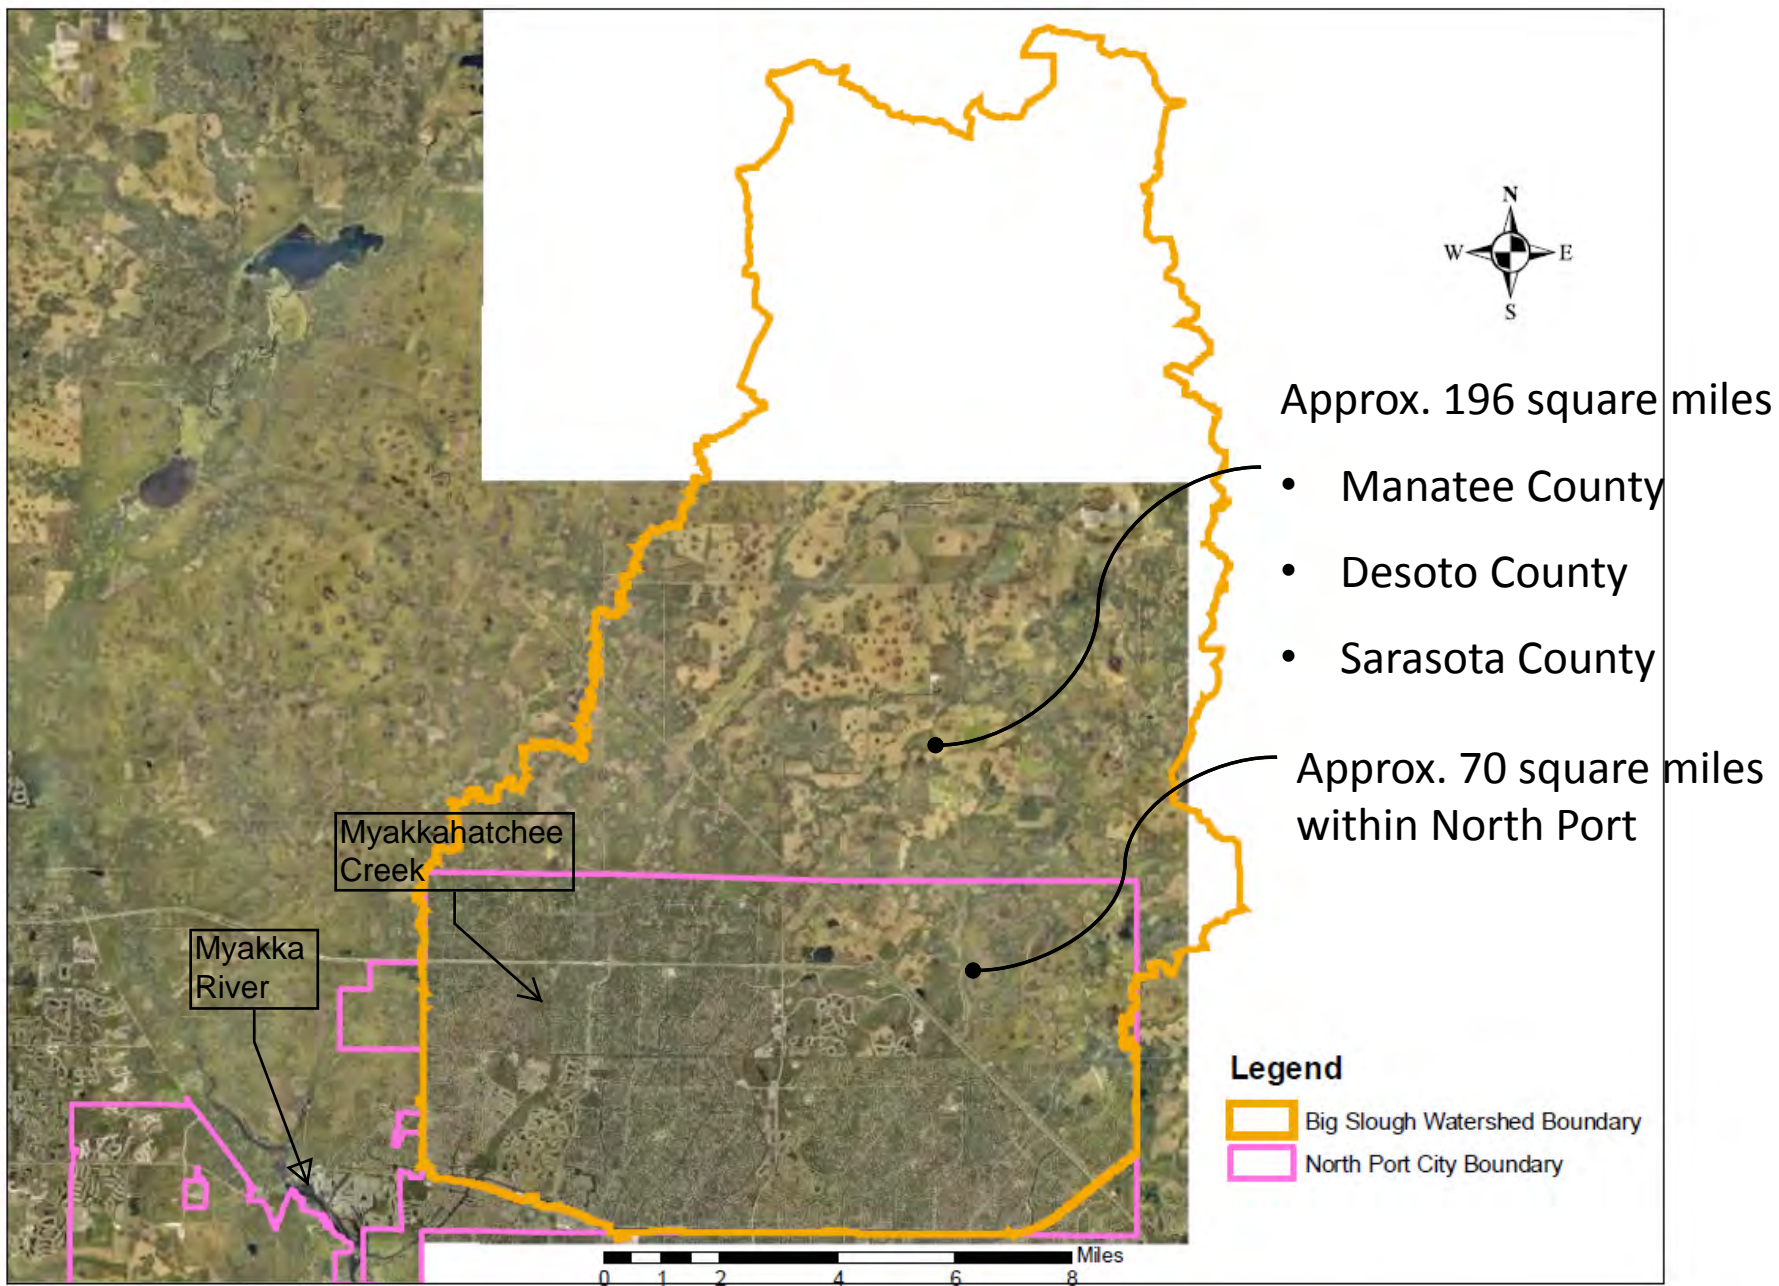 N
W E
S
Approx. 196 square miles
• Manatee County
• Desoto County
• Sarasota County
Approx. 70 square miles
within North Port
Myakkahatchee
Creek
Myakka
River
Legend
Big Slough Watershed Boundary
North Port City Boundary
Miles
0 1 2 4 6 8